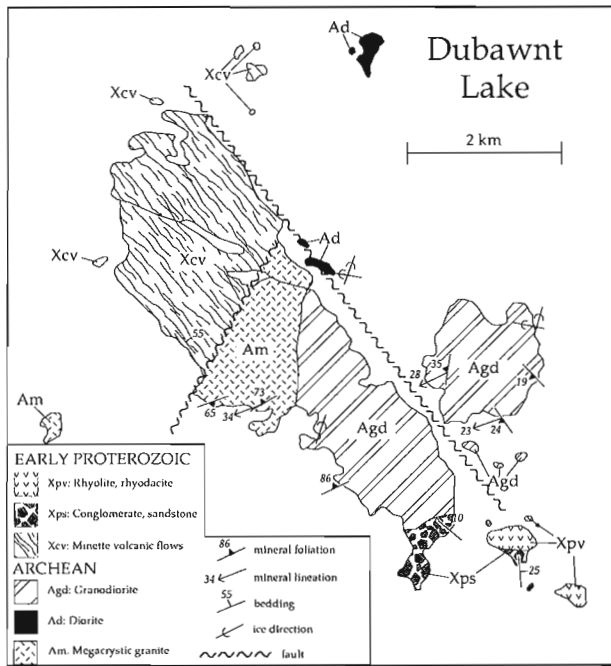 Ad
Dubawnt
Lake
Xcv
Xcv
2 km
Ad
Xcv
Xcv
55
Am
35
28
Agd
19
Am
73
65
34
Agd
23
24
Agd
86
10
Xpv
Xps
25
EARLY PROTEROZOIC
Xpv: Rhyolite, rhyodacite
Xps: Conglomerate, sandstone
Xcv: Minette volcanic flows
ARCHEAN
Agd: Granodiorite
Ad: Diorite
Am. Megacrystic granite
86 mineral foliation
34 mineral lineation
55 bedding
ice direction
fault